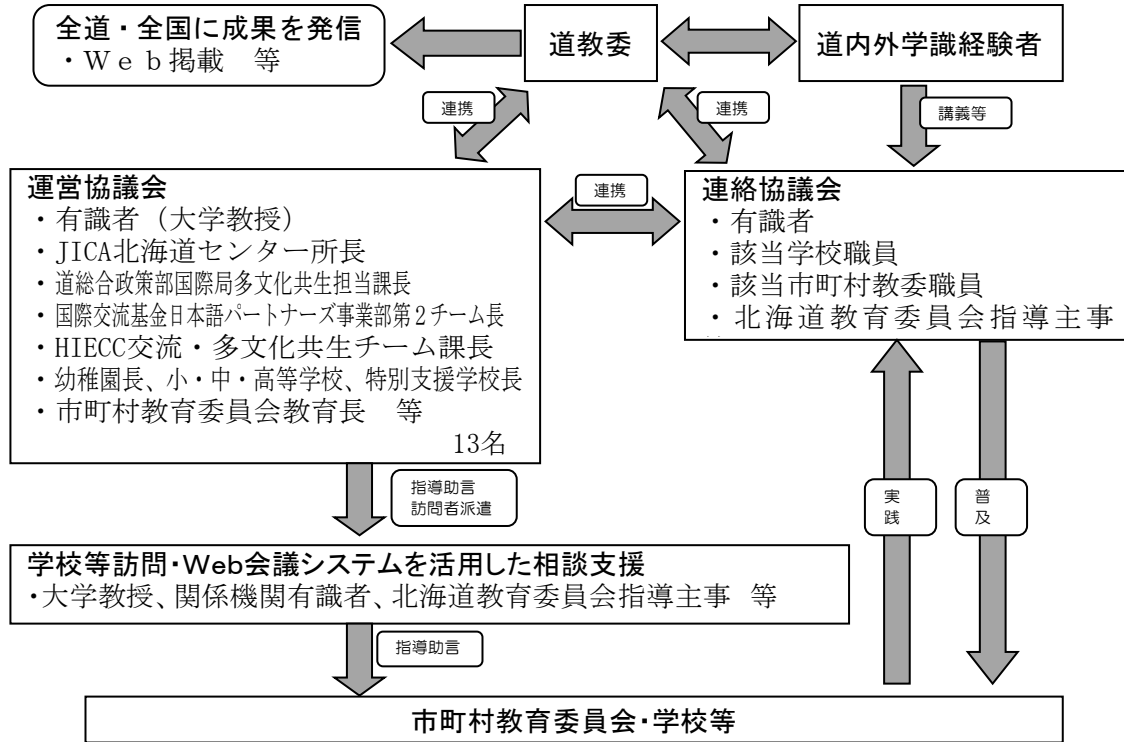 全道・全国に成果を発信
・Web掲載　等
道教委
道内外学識経験者
連携
連携
講義等
運営協議会
・有識者（大学教授）
・JICA北海道センター所長
・道総合政策部国際局多文化共生担当課長
・国際交流基金日本語パートナーズ事業部第２チーム長
・HIECC交流・多文化共生チーム課長
・幼稚園長、小・中・高等学校、特別支援学校長
・市町村教育委員会教育長　等
13名
連携
連絡協議会
・有識者
・該当学校職員
・該当市町村教委職員
・北海道教育委員会指導主事
指導助言
訪問者派遣
実践
普及
学校等訪問・Web会議システムを活用した相談支援
・大学教授、関係機関有識者、北海道教育委員会指導主事　等
指導助言
市町村教育委員会・学校等